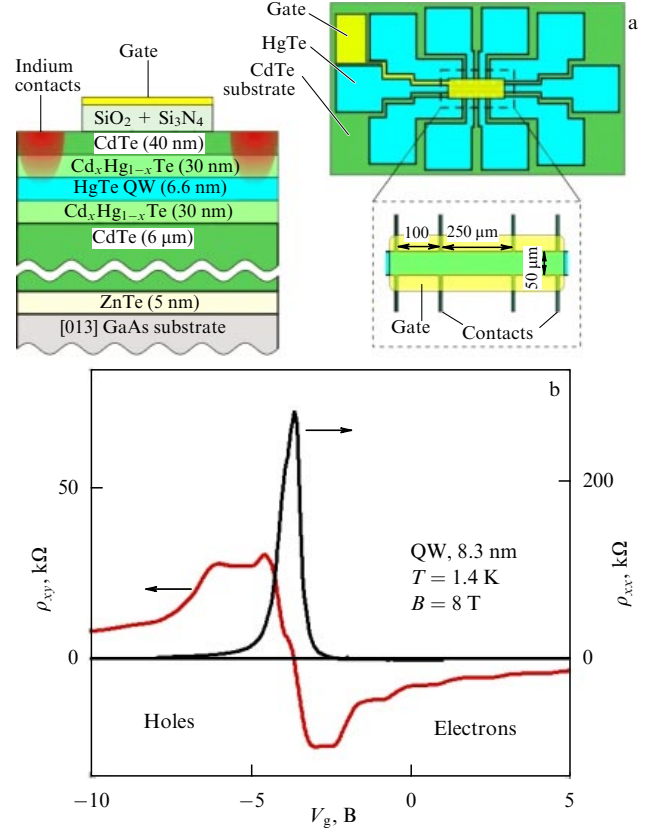 Gate
Indium
contacts
SiO₂ + Si₃N₄
CdTe (40 nm)
CdₓHg₁₋ₓTe (30 nm)
HgTe QW (6.6 nm)
CdₓHg₁₋ₓTe (30 nm)
CdTe (6 μm)
ZnTe (5 nm)
[013] GaAs substrate
a
Gate
HgTe
CdTe
substrate
100
250 μm
50 μm
Gate
Contacts
b
50
0
ρxy, kΩ
200
0
ρxx, kΩ
QW, 8.3 nm
T = 1.4 K
B = 8 T
Holes
Electrons
−10
−5
0
5
Vg, B